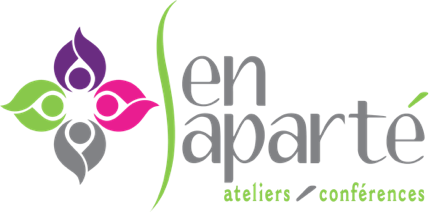 en
aparté
ateliers / conférences